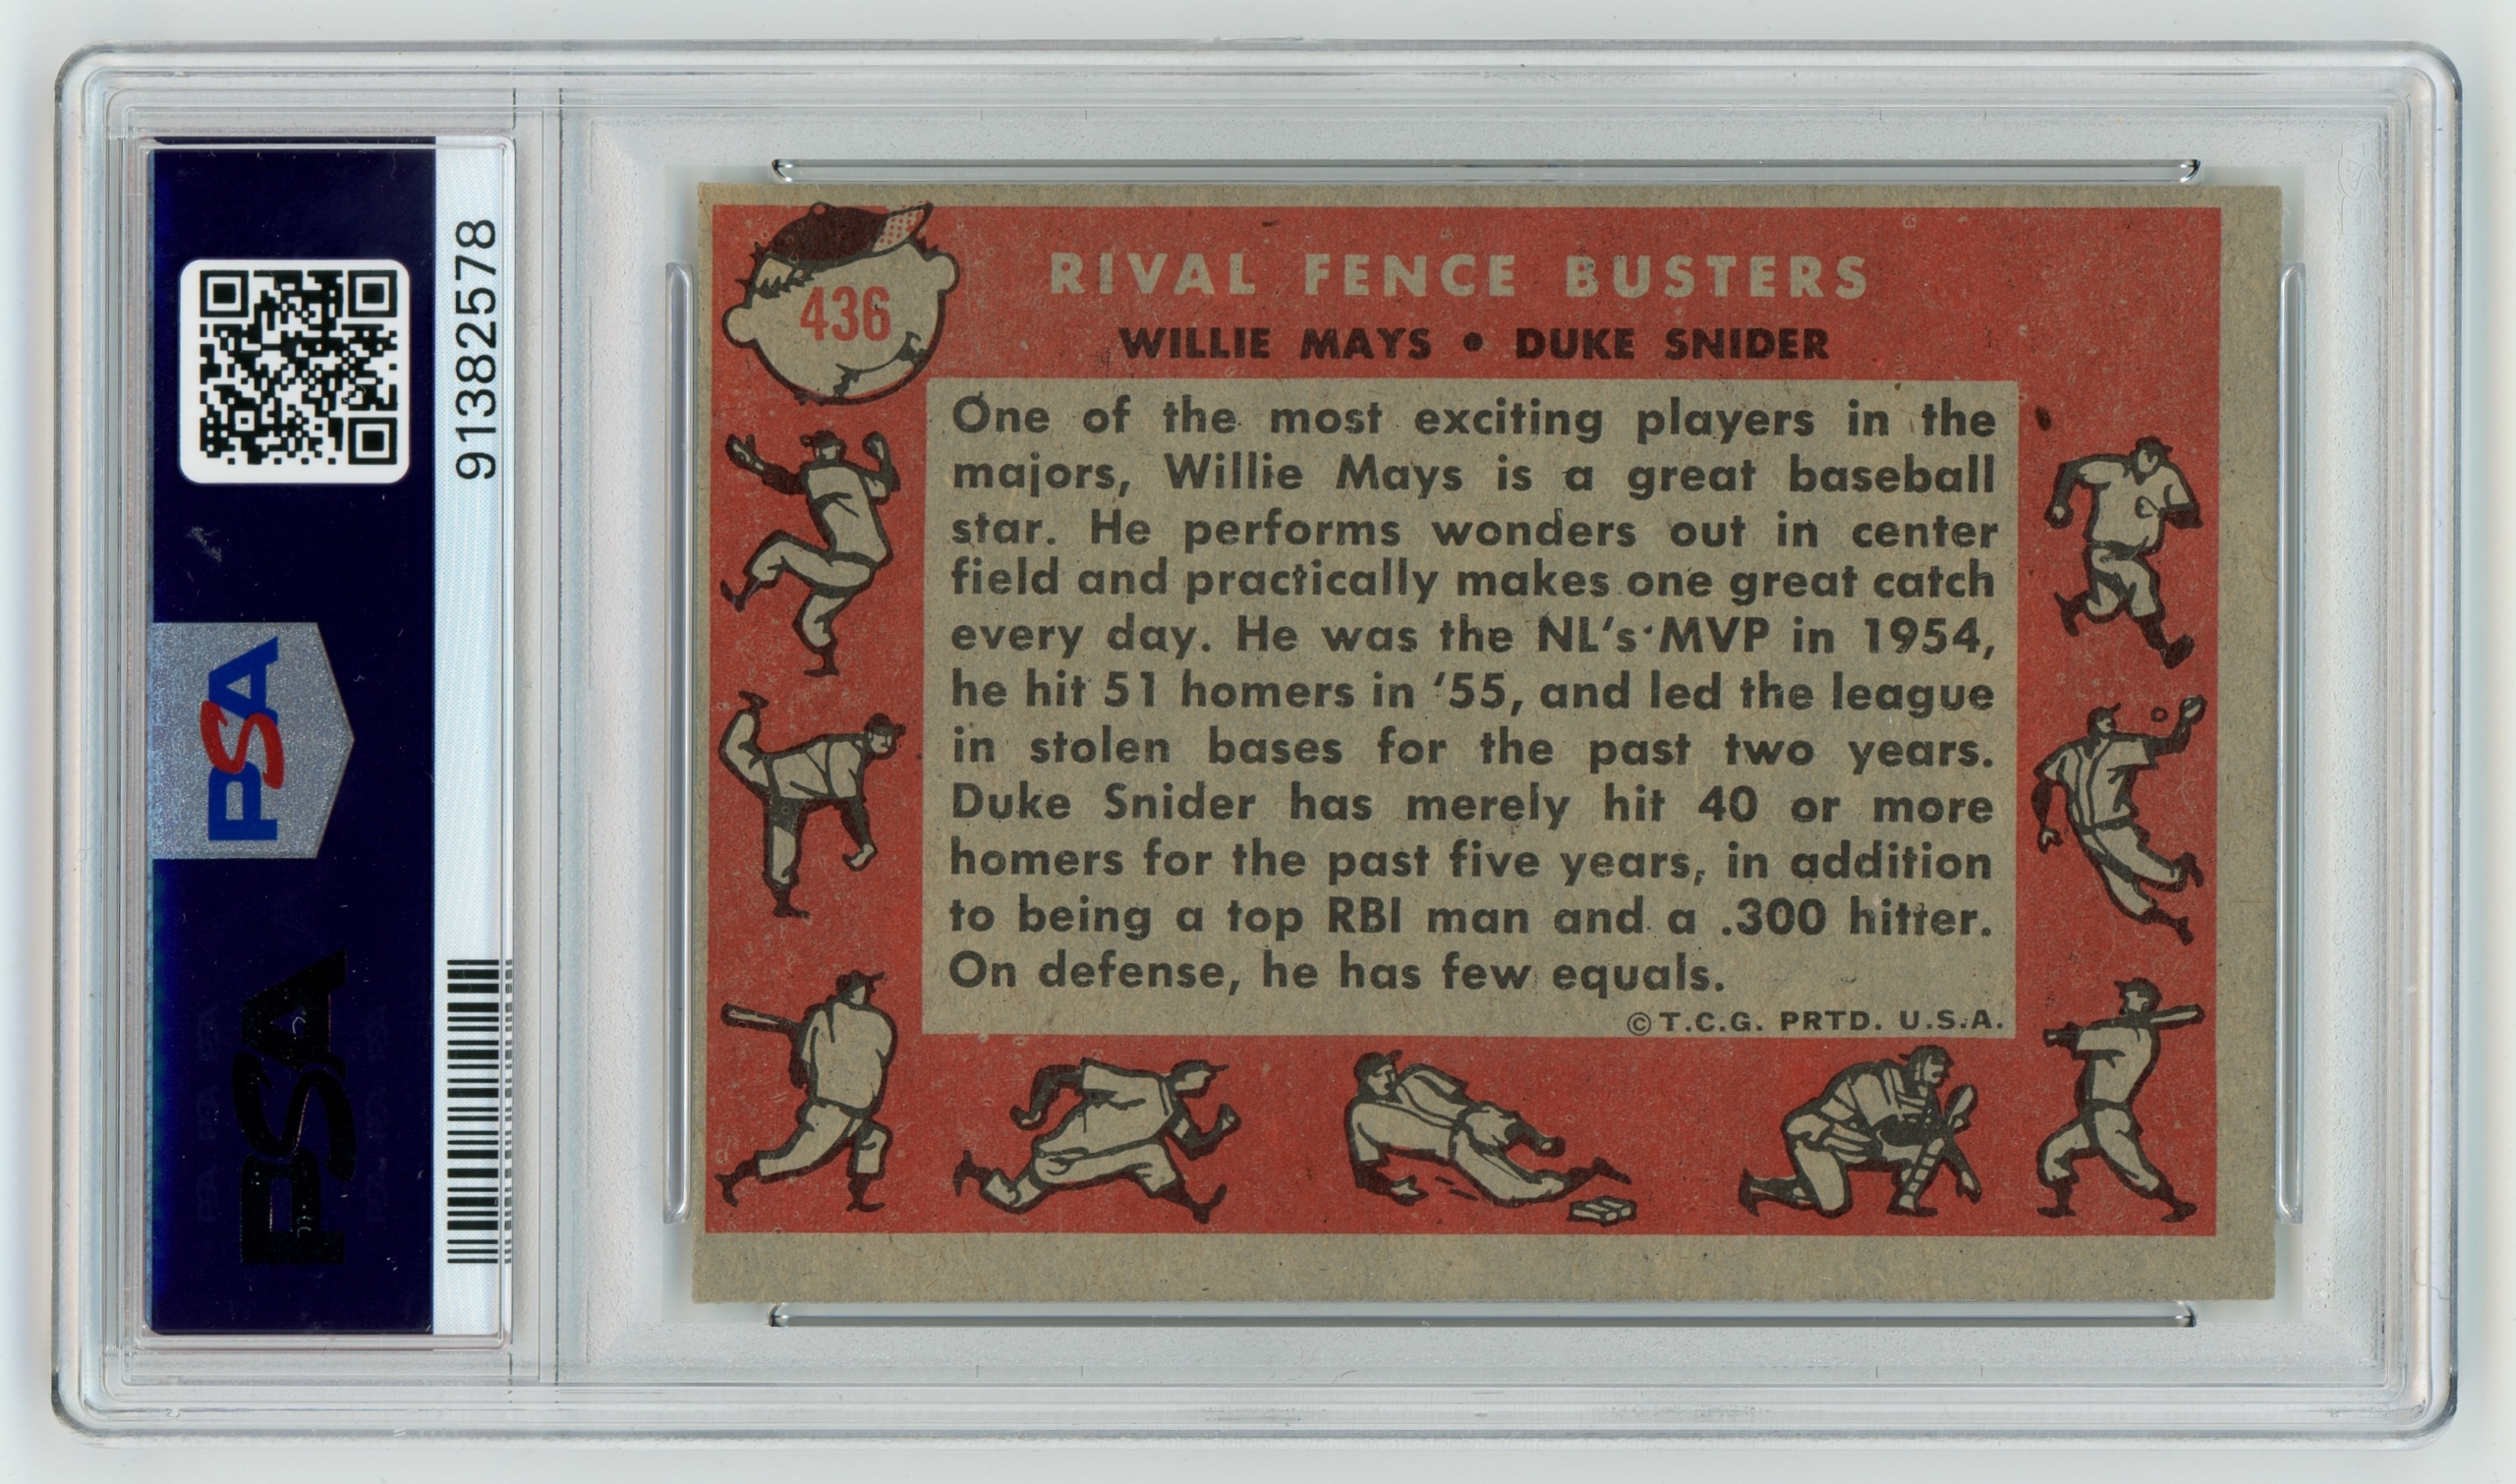 91382578
PSA
PSA
436
RIVAL FENCE BUSTERS
WILLIE MAYS • DUKE SNIDER
One of the most exciting players in the
majors, Willie Mays is a great baseball
star. He performs wonders out in center
field and practically makes one great catch
every day. He was the NL's MVP in 1954,
he hit 51 homers in '55, and led the league
in stolen bases for the past two years.
Duke Snider has merely hit 40 or more
homers for the past five years, in addition
to being a top RBI man and a .300 hitter.
On defense, he has few equals.
© T.C.G. PRTD. U.S.A.